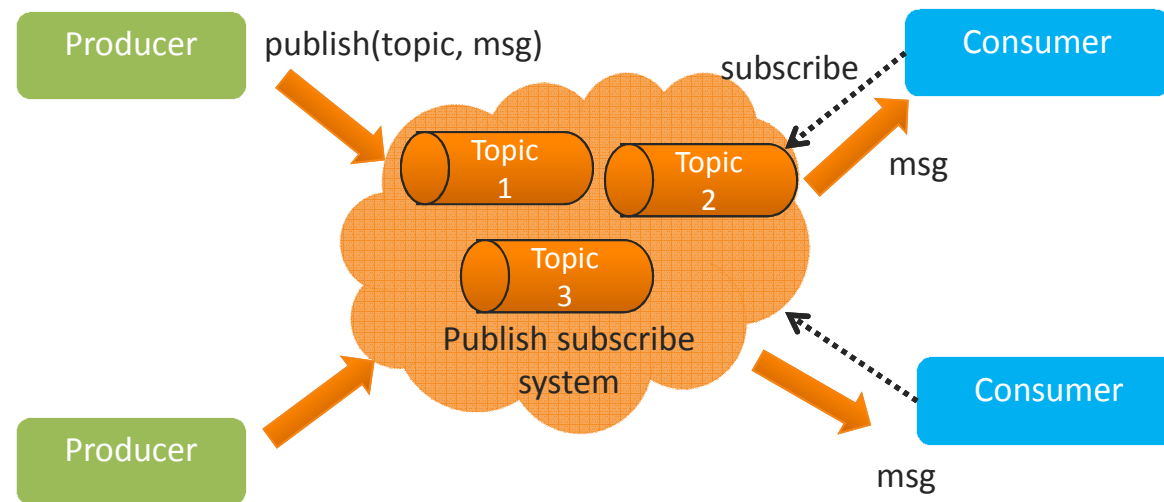 Producer
publish(topic, msg)
Consumer
subscribe
Topic
1
Topic
2
msg
Topic
3
Publish subscribe
system
Consumer
Producer
msg